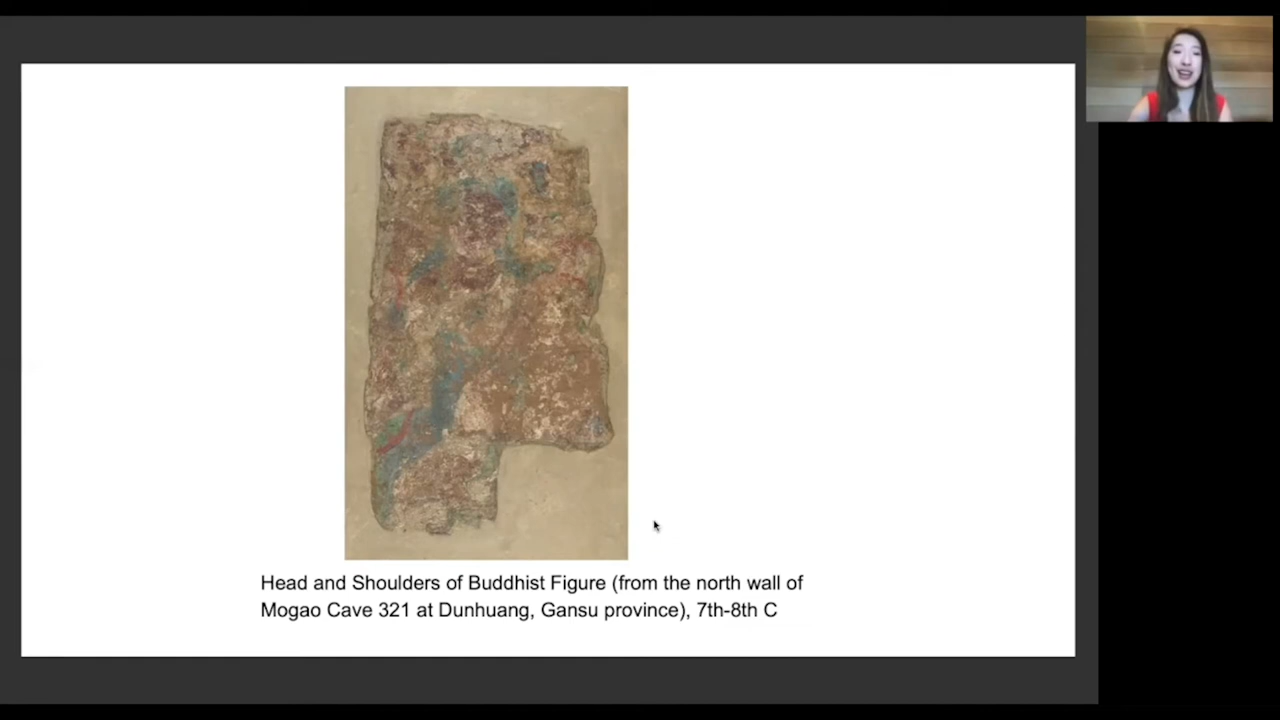 Head and Shoulders of Buddhist Figure (from the north wall of
Mogao Cave 321 at Dunhuang, Gansu province), 7th-8th C